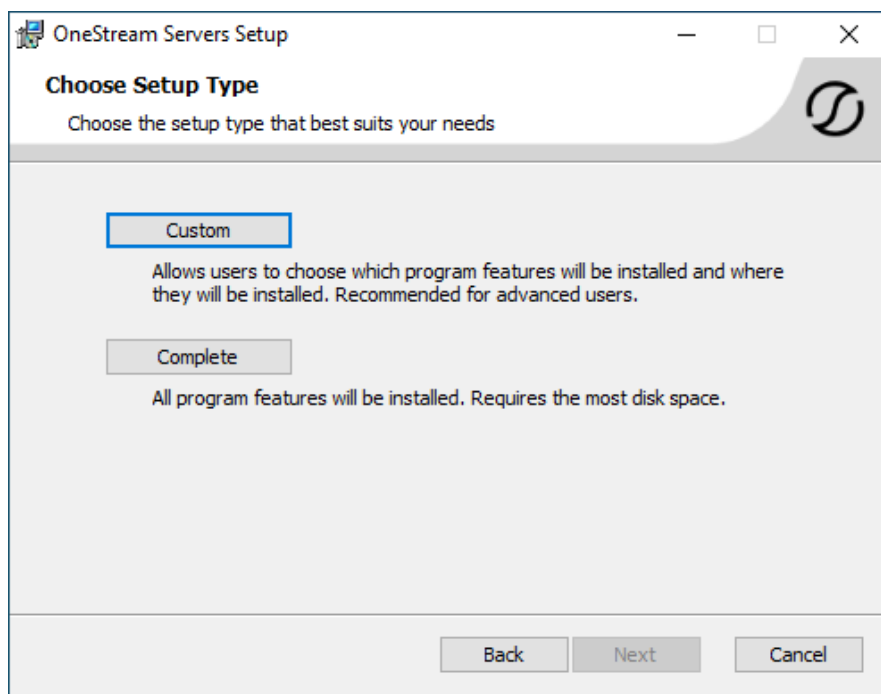 OneStream Servers Setup
Choose Setup Type
Choose the setup type that best suits your needs
Custom
Allows users to choose which program features will be installed and where
they will be installed. Recommended for advanced users.
Complete
All program features will be installed. Requires the most disk space.
Back Next Cancel